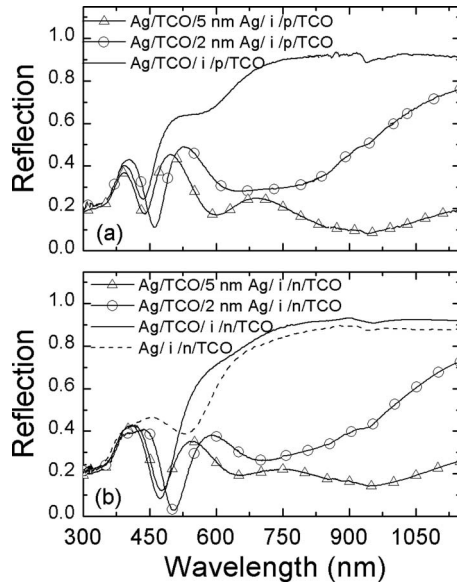 Ag/TCO/5 nm Ag/ i /p/TCO
Ag/TCO/2 nm Ag/ i /p/TCO
Ag/TCO/ i /p/TCO
Reflection
1.0
0.8
0.6
0.4
0.2
0.0
(a)
Ag/TCO/5 nm Ag/ i /n/TCO
Ag/TCO/2 nm Ag/ i /n/TCO
Ag/TCO/ i /n/TCO
Ag/ i /n/TCO
Reflection
1.0
0.8
0.6
0.4
0.2
0.0
(b)
300 450 600 750 900 1050
Wavelength (nm)